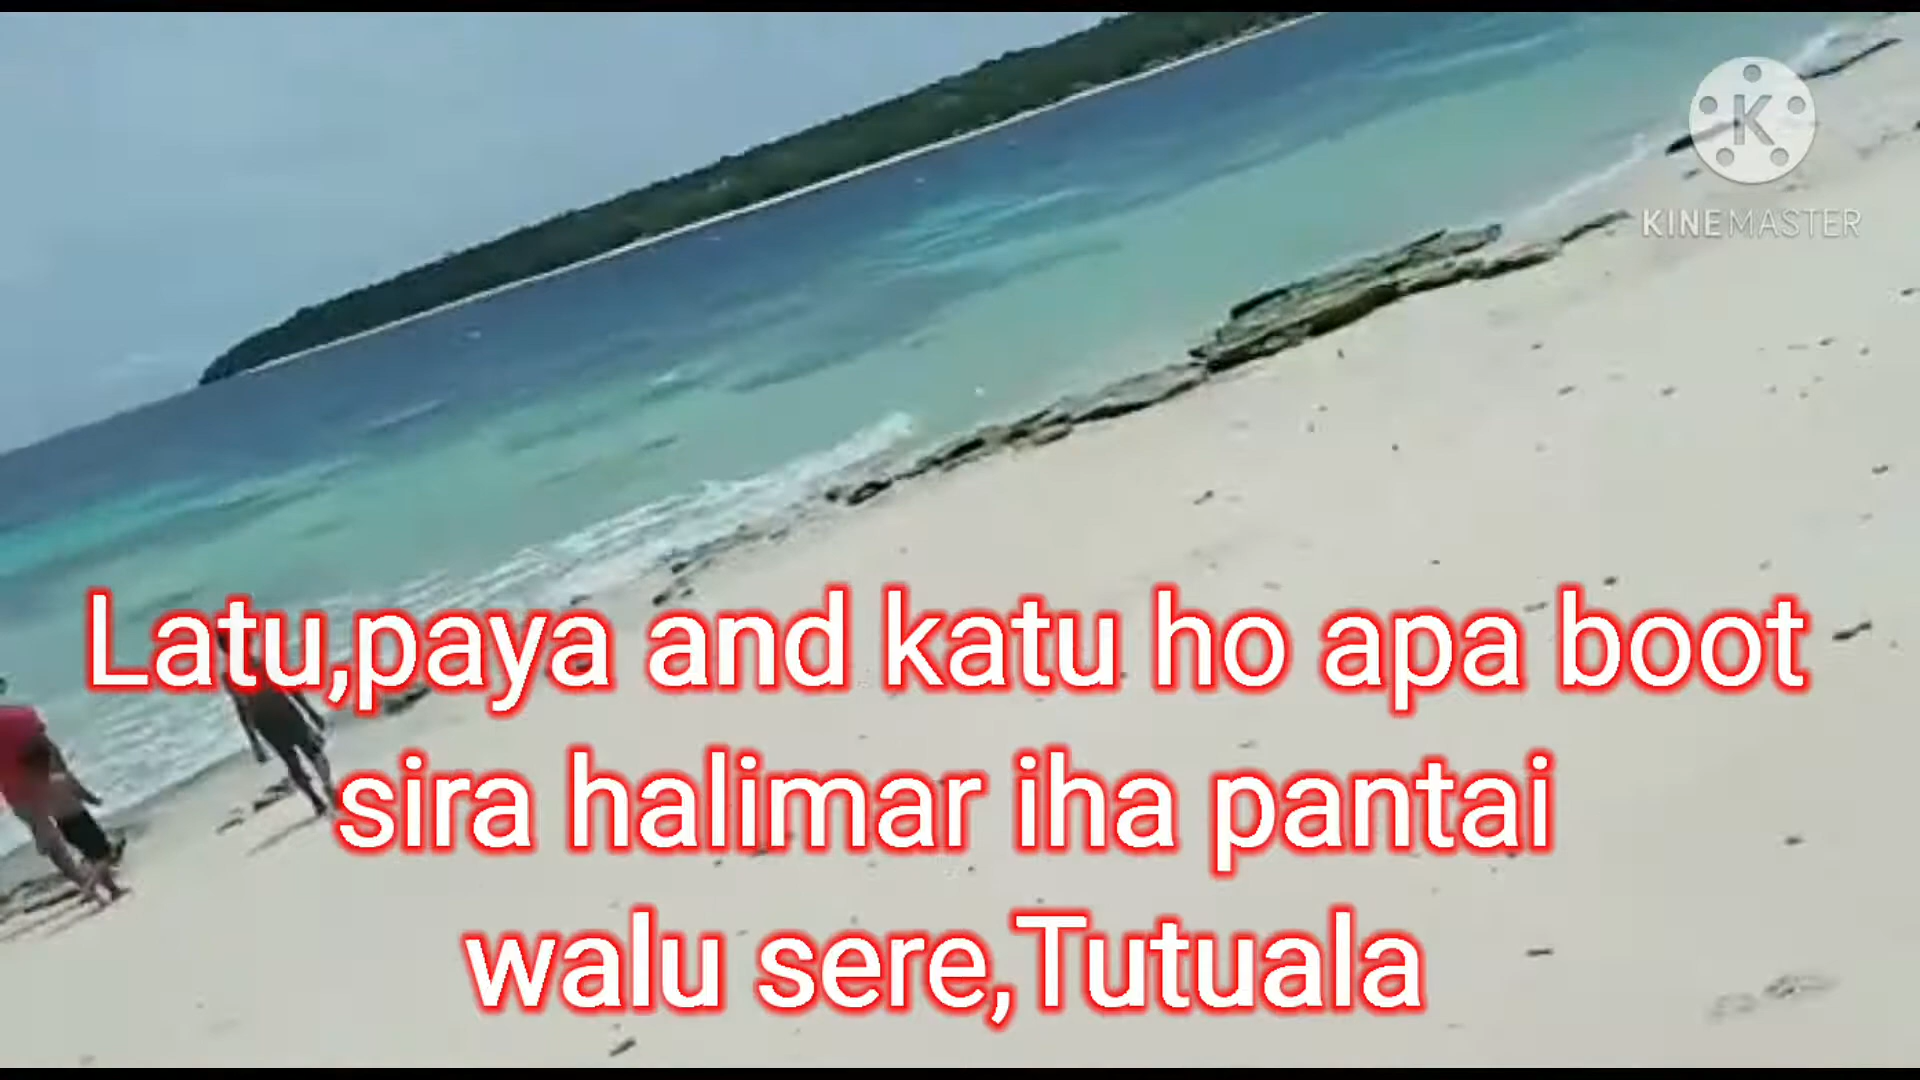 K
KINEMASTER
Latu,paya and katu ho apa boot
sira halimar iha pantai
walu sere,Tutuala